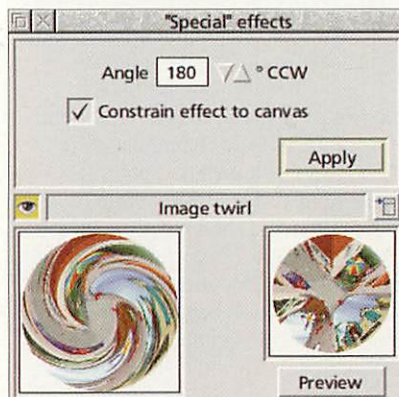 "Special" effects
Angle 180 ° CCW
Constrain effect to canvas
Apply
Image twirl
Preview